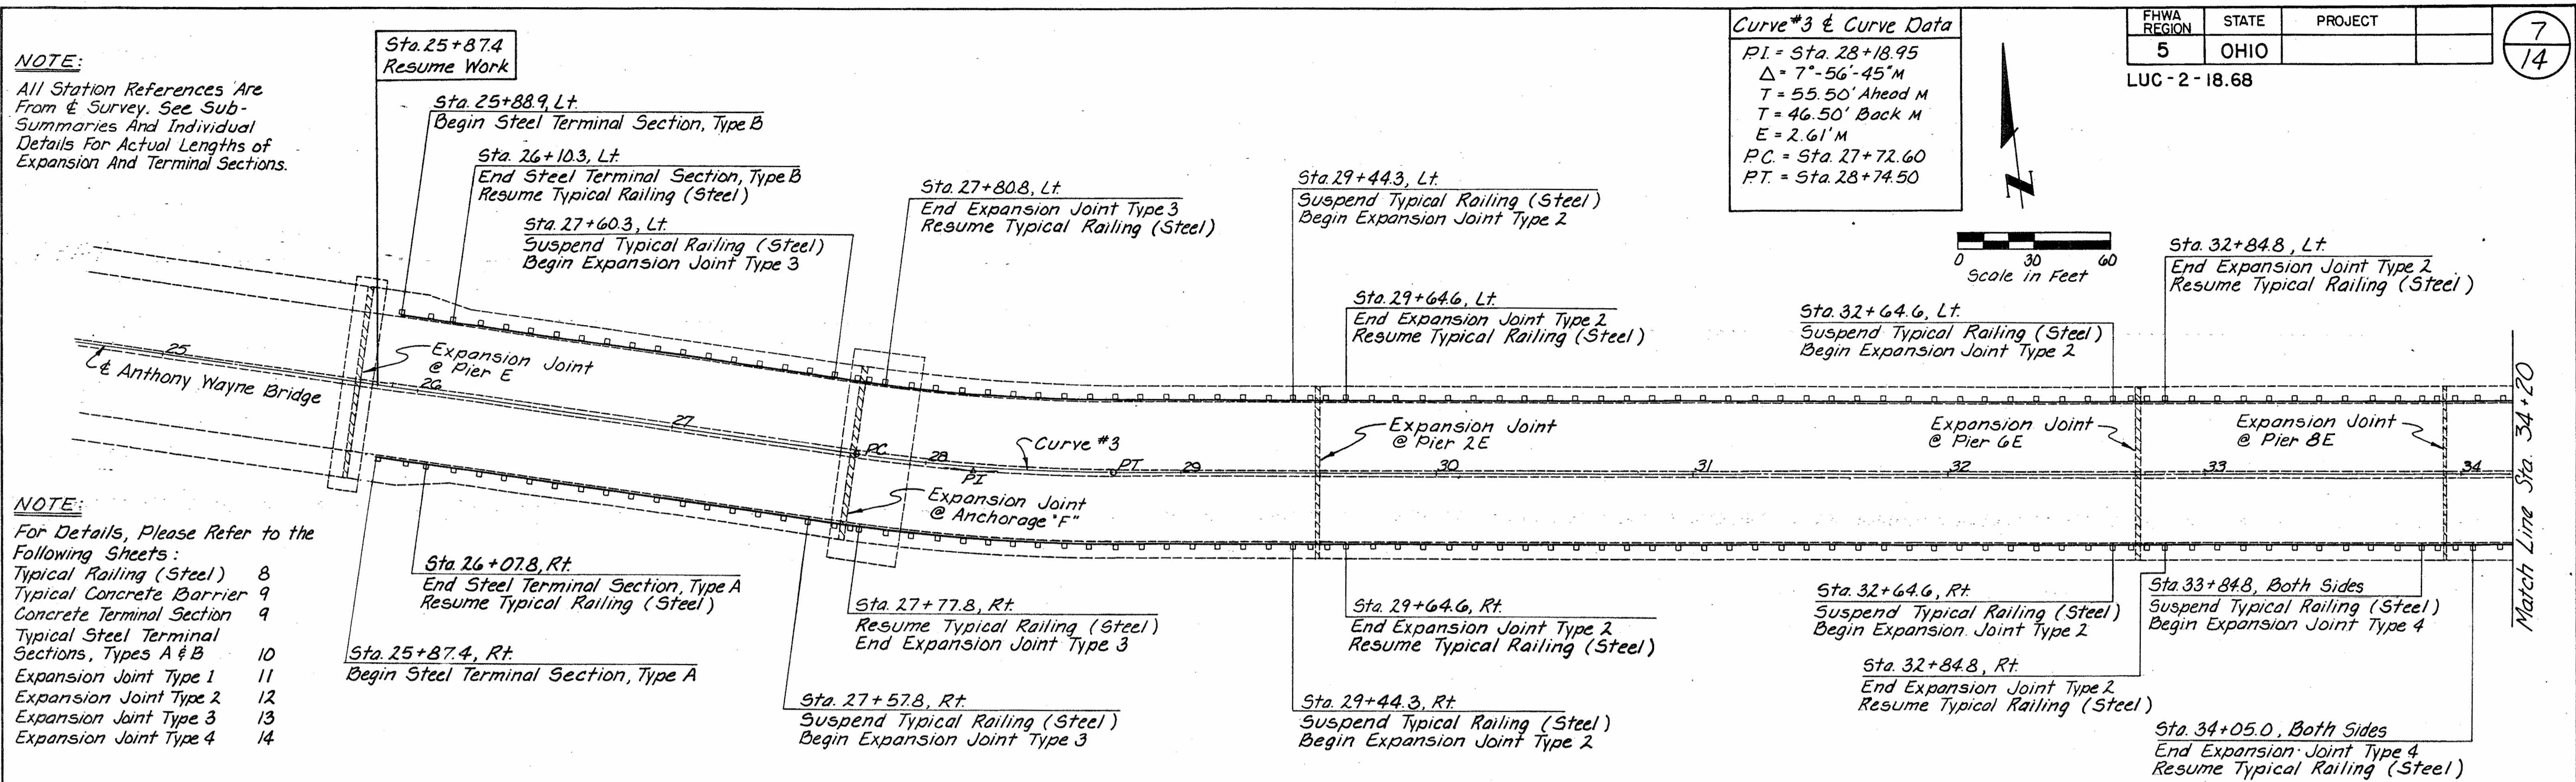 NOTE:
All Station References Are
From ℄ Survey. See Sub-
Summaries And Individual
Details For Actual Lengths of
Expansion And Terminal Sections.
Sta. 25+87.4
Resume Work
Sta. 25+88.9, Lt.
Begin Steel Terminal Section, Type B
Sta. 26+10.3, Lt.
End Steel Terminal Section, Type B
Resume Typical Railing (Steel)
Sta. 27+60.3, Lt.
Suspend Typical Railing (Steel)
Begin Expansion Joint Type 3
Sta. 27+80.8, Lt.
End Expansion Joint Type 3
Resume Typical Railing (Steel)
Sta. 29+44.3, Lt.
Suspend Typical Railing (Steel)
Begin Expansion Joint Type 2
Sta. 29+64.6, Lt.
End Expansion Joint Type 2
Resume Typical Railing (Steel)
Curve #3 ℄ Curve Data
P.I. = Sta. 28+18.95
Δ = 7°-56'-45" M
T = 55.50' Ahead M
T = 46.50' Back M
E = 2.61' M
P.C. = Sta. 27+72.60
P.T. = Sta. 28+74.50
N
0 30 60
Scale in Feet
FHWA REGION STATE PROJECT
5 OHIO
LUC-2-18.68
7
14
Sta. 32+64.6, Lt.
Suspend Typical Railing (Steel)
Begin Expansion Joint Type 2
Sta. 32+84.8, Lt.
End Expansion Joint Type 2
Resume Typical Railing (Steel)
25
℄ Anthony Wayne Bridge
Expansion Joint
@ Pier E
26
27
PC
28
PI
Curve #3
PT
29
Expansion Joint
@ Anchorage "F"
Expansion Joint
@ Pier 2E
30
31
32
Expansion Joint
@ Pier 6E
33
Expansion Joint
@ Pier 8E
34
Match Line Sta. 34+20
NOTE:
For Details, Please Refer to the
Following Sheets:
Typical Railing (Steel) 8
Typical Concrete Barrier 9
Concrete Terminal Section 9
Typical Steel Terminal
Sections, Types A & B 10
Expansion Joint Type 1 11
Expansion Joint Type 2 12
Expansion Joint Type 3 13
Expansion Joint Type 4 14
Sta. 26+07.8, Rt.
End Steel Terminal Section, Type A
Resume Typical Railing (Steel)
Sta. 25+87.4, Rt.
Begin Steel Terminal Section, Type A
Sta. 27+77.8, Rt.
Resume Typical Railing (Steel)
End Expansion Joint Type 3
Sta. 27+57.8, Rt.
Suspend Typical Railing (Steel)
Begin Expansion Joint Type 3
Sta. 29+64.6, Rt.
End Expansion Joint Type 2
Resume Typical Railing (Steel)
Sta. 29+44.3, Rt.
Suspend Typical Railing (Steel)
Begin Expansion Joint Type 2
Sta. 32+64.6, Rt.
Suspend Typical Railing (Steel)
Begin Expansion Joint Type 2
Sta. 32+84.8, Rt.
End Expansion Joint Type 2
Resume Typical Railing (Steel)
Sta. 33+84.8, Both Sides
Suspend Typical Railing (Steel)
Begin Expansion Joint Type 4
Sta. 34+05.0, Both Sides
End Expansion Joint Type 4
Resume Typical Railing (Steel)